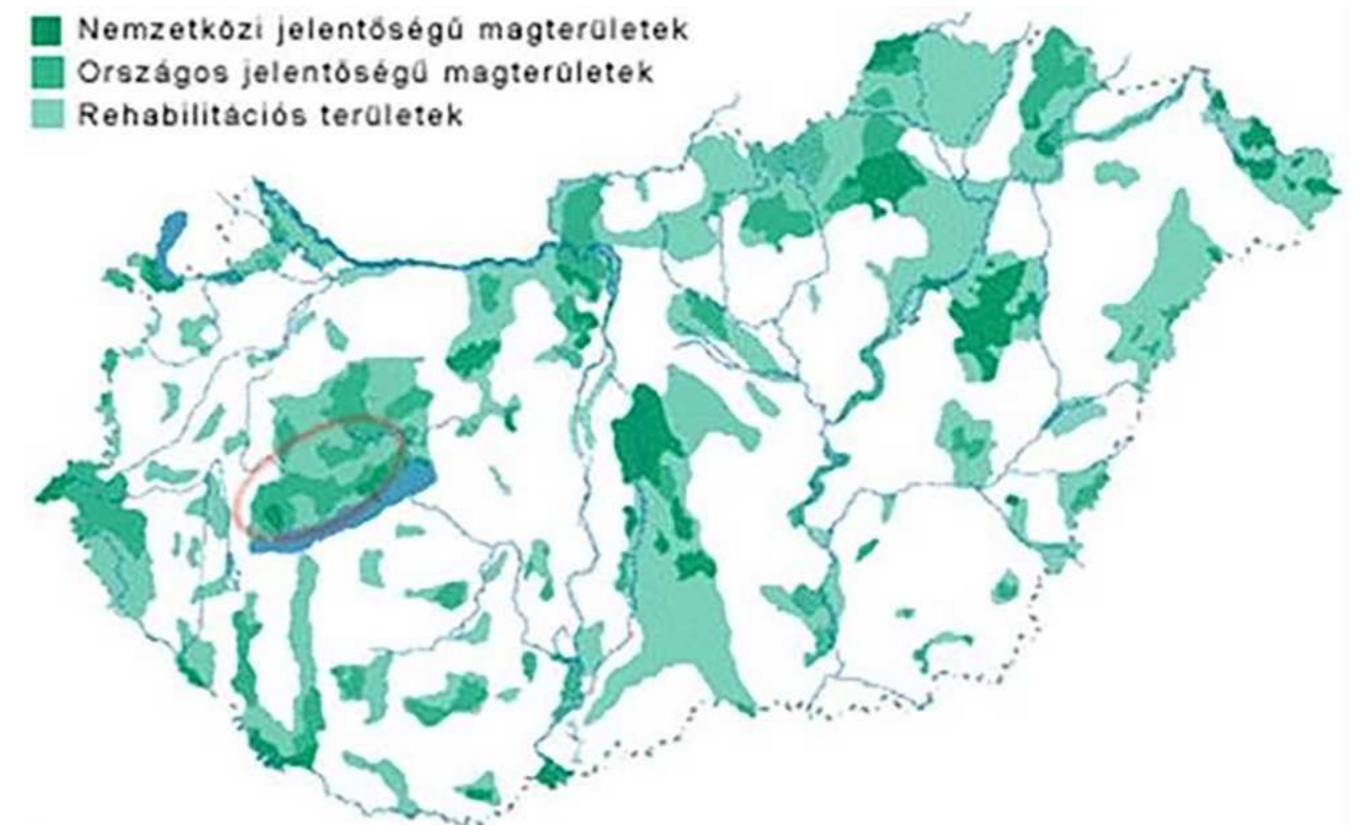 Nemzetközi jelentőségű magterületek
Országos jelentőségű magterületek
Rehabilitációs területek